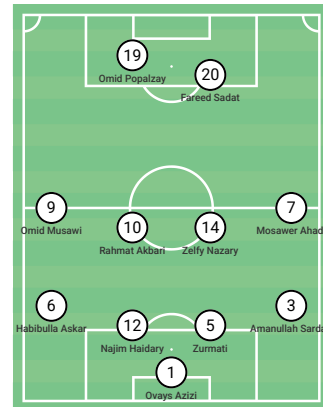 19
Omid Popalzay
20
Fareed Sadat
9
Omid Musawi
7
Mosawer Ahad
10
Rahmat Akbari
14
Zelfy Nazary
6
Habibulla Askar
3
Amanullah Sarda
12
Najim Haidary
5
Zurmati
1
Ovays Azizi